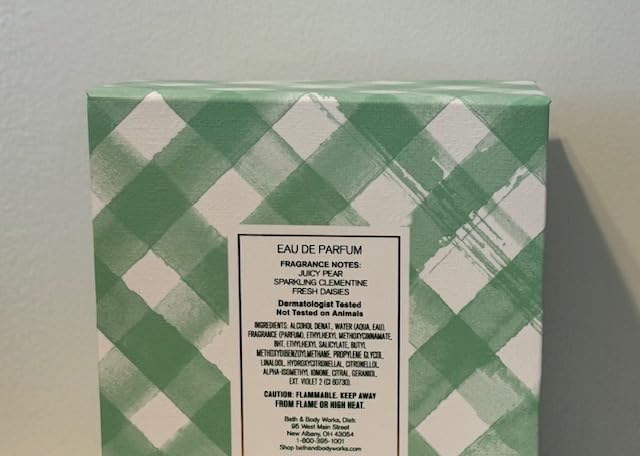 EAU DE PARFUM
FRAGRANCE NOTES:
JUICY PEAR
SPARKLING CLEMENTINE
FRESH DAISIES
Dermatologist Tested
Not Tested on Animals
INGREDIENTS: ALCOHOL DENAT., WATER (AQUA, EAU),
FRAGRANCE (PARFUM), ETHYLHEXYL METHOXYCINNAMATE,
BHT, ETHYLHEXYL SALICYLATE, BUTYL
METHOXYDIBENZOYLMETHANE, PROPYLENE GLYCOL,
LINALOOL, HYDROXYCITRONELLAL, CITRONELLOL,
ALPHA-ISOMETHYL IONONE, CITRAL, GERANIOL,
EXT. VIOLET 2 (CI 60730).
CAUTION: FLAMMABLE. KEEP AWAY
FROM FLAME OR HIGH HEAT.
Bath & Body Works, Distr.
95 West Main Street
New Albany, OH 43054
1-800-395-1001
Shop bathandbodyworks.com